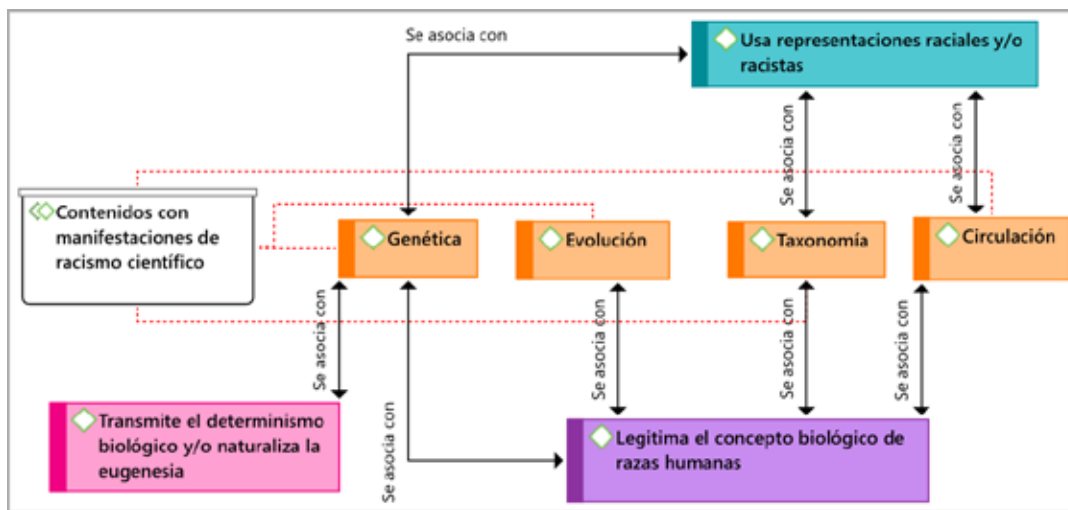 Se asocia con
Usa representaciones raciales y/o
racistas
Se asocia con
Se asocia con
Contenidos con
manifestaciones de
racismo científico
Genética
Evolución
Taxonomía
Circulación
Se asocia con
Se asocia con
Se asocia con
Se asocia con
Se asocia con
Transmite el determinismo
biológico y/o naturaliza la
eugenesia
Legitima el concepto biológico de
razas humanas